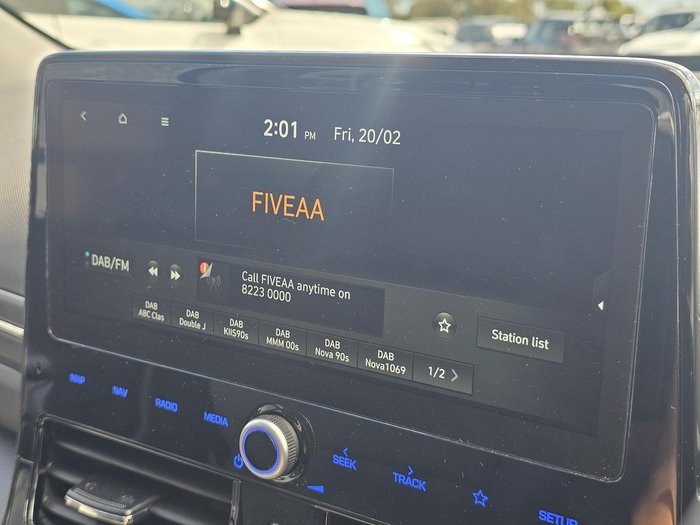 2:01 PM Fri, 20/02
FIVEAA
DAB/FM
Call FIVEAA anytime on
8223 0000
DAB
ABC Clas
DAB
Double J
DAB
KIIS90s
DAB
MMM 00s
DAB
Nova 90s
DAB
Nova1069
1/2
Station list
MAP
NAV
RADIO
MEDIA
SEEK
TRACK
SETUP